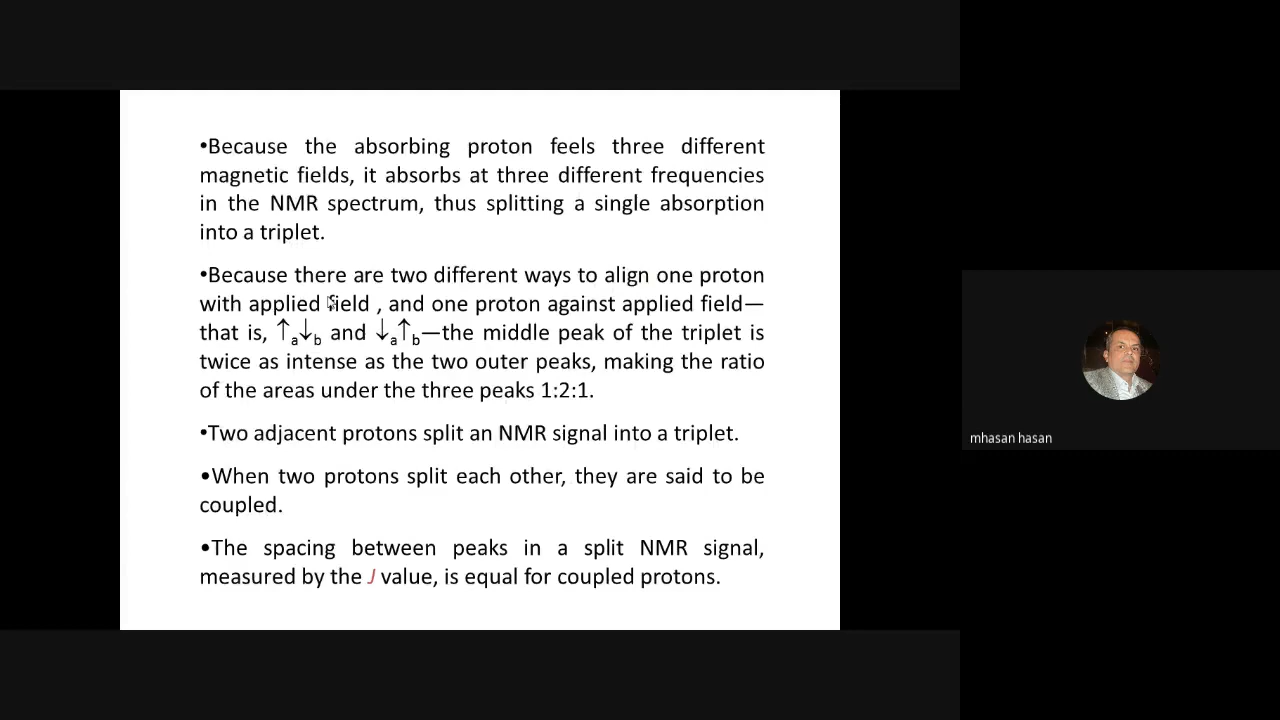 •Because the absorbing proton feels three different
magnetic fields, it absorbs at three different frequencies
in the NMR spectrum, thus splitting a single absorption
into a triplet.
•Because there are two different ways to align one proton
with applied field , and one proton against applied field—
that is, ↑a↓b and ↓a↑b—the middle peak of the triplet is
twice as intense as the two outer peaks, making the ratio
of the areas under the three peaks 1:2:1.
•Two adjacent protons split an NMR signal into a triplet.
•When two protons split each other, they are said to be
coupled.
•The spacing between peaks in a split NMR signal,
measured by the J value, is equal for coupled protons.
mhasan hasan